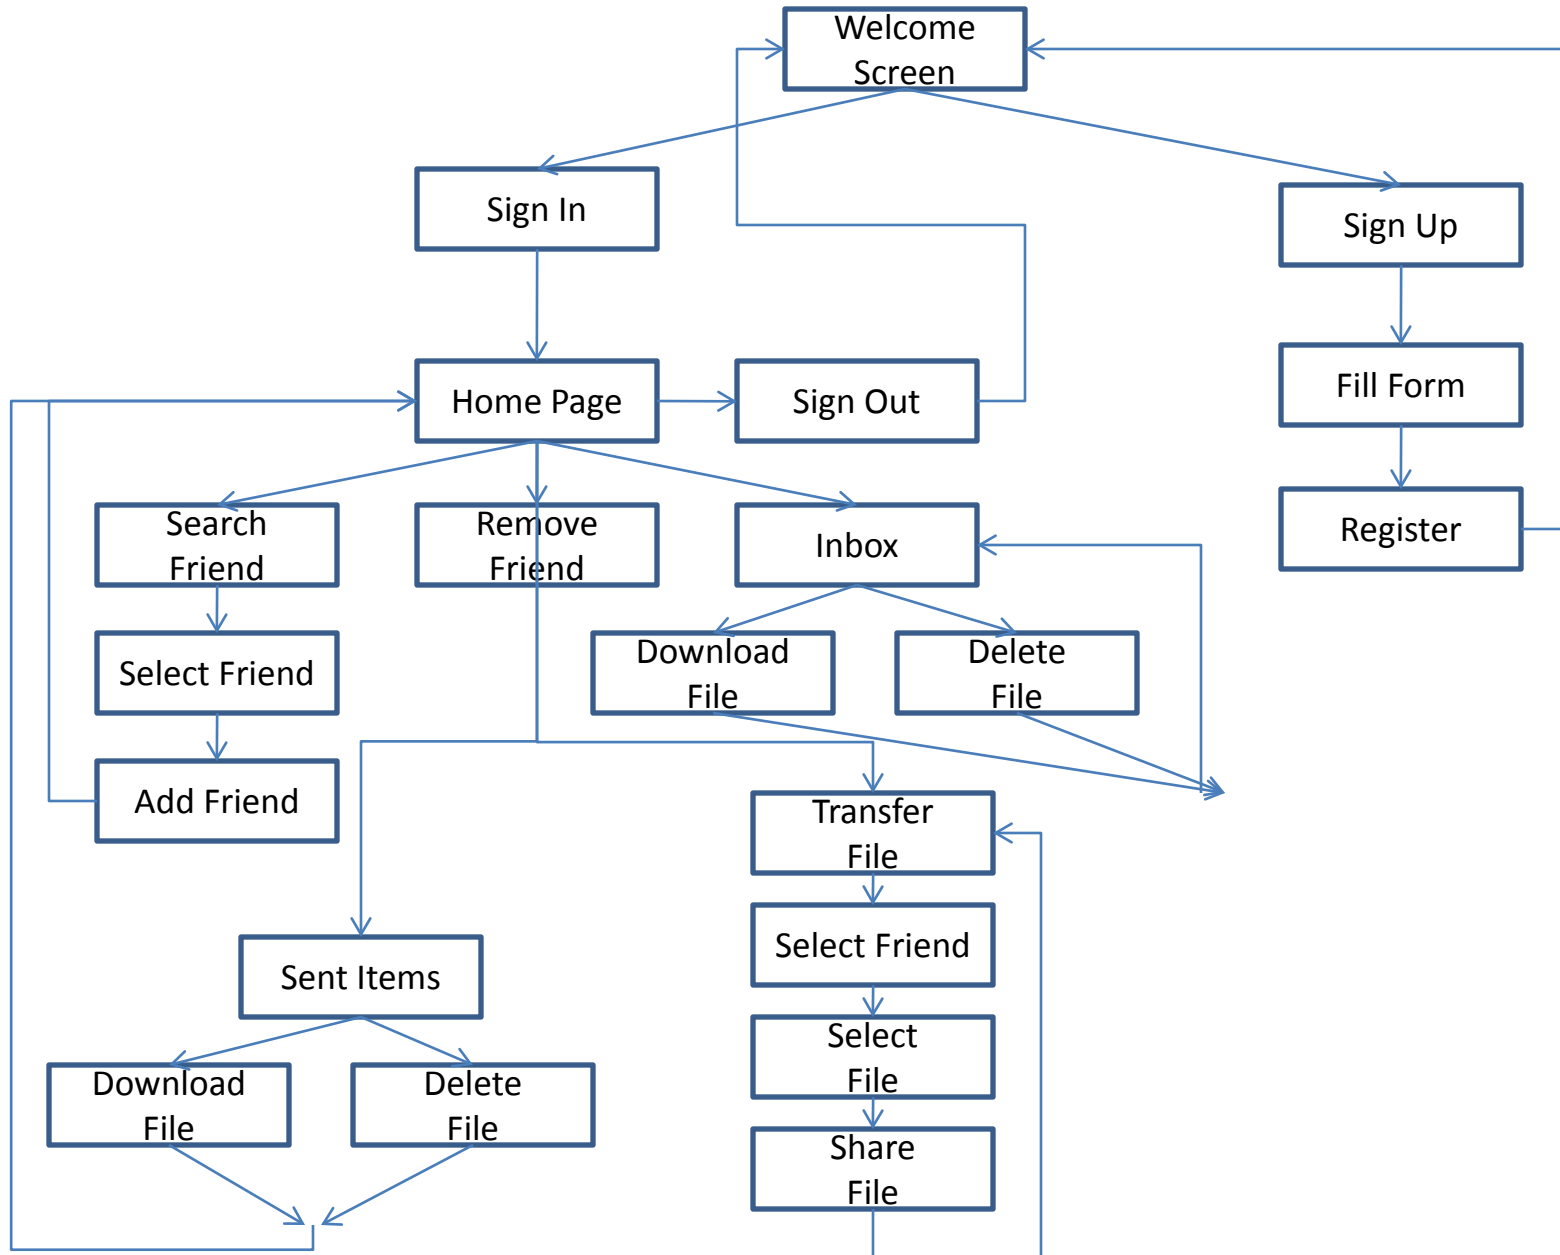 Welcome
Screen
Sign In
Sign Up
Home Page
Sign Out
Fill Form
Search
Friend
Remove
Friend
Inbox
Register
Select Friend
Download
File
Delete
File
Add Friend
Transfer
File
Select Friend
Sent Items
Select
File
Download
File
Delete
File
Share
File